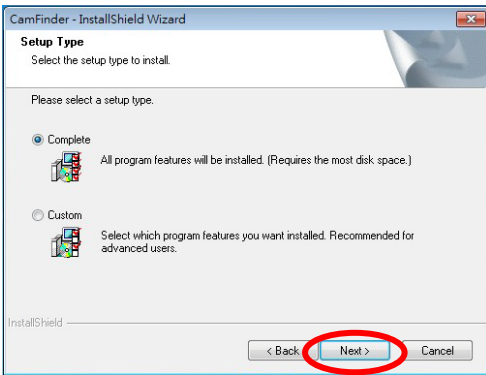 CamFinder - InstallShield Wizard
Setup Type
Select the setup type to install.
Please select a setup type.
Complete
All program features will be installed. (Requires the most disk space.)
Custom
Select which program features you want installed. Recommended for
advanced users.
InstallShield
< Back Next > Cancel